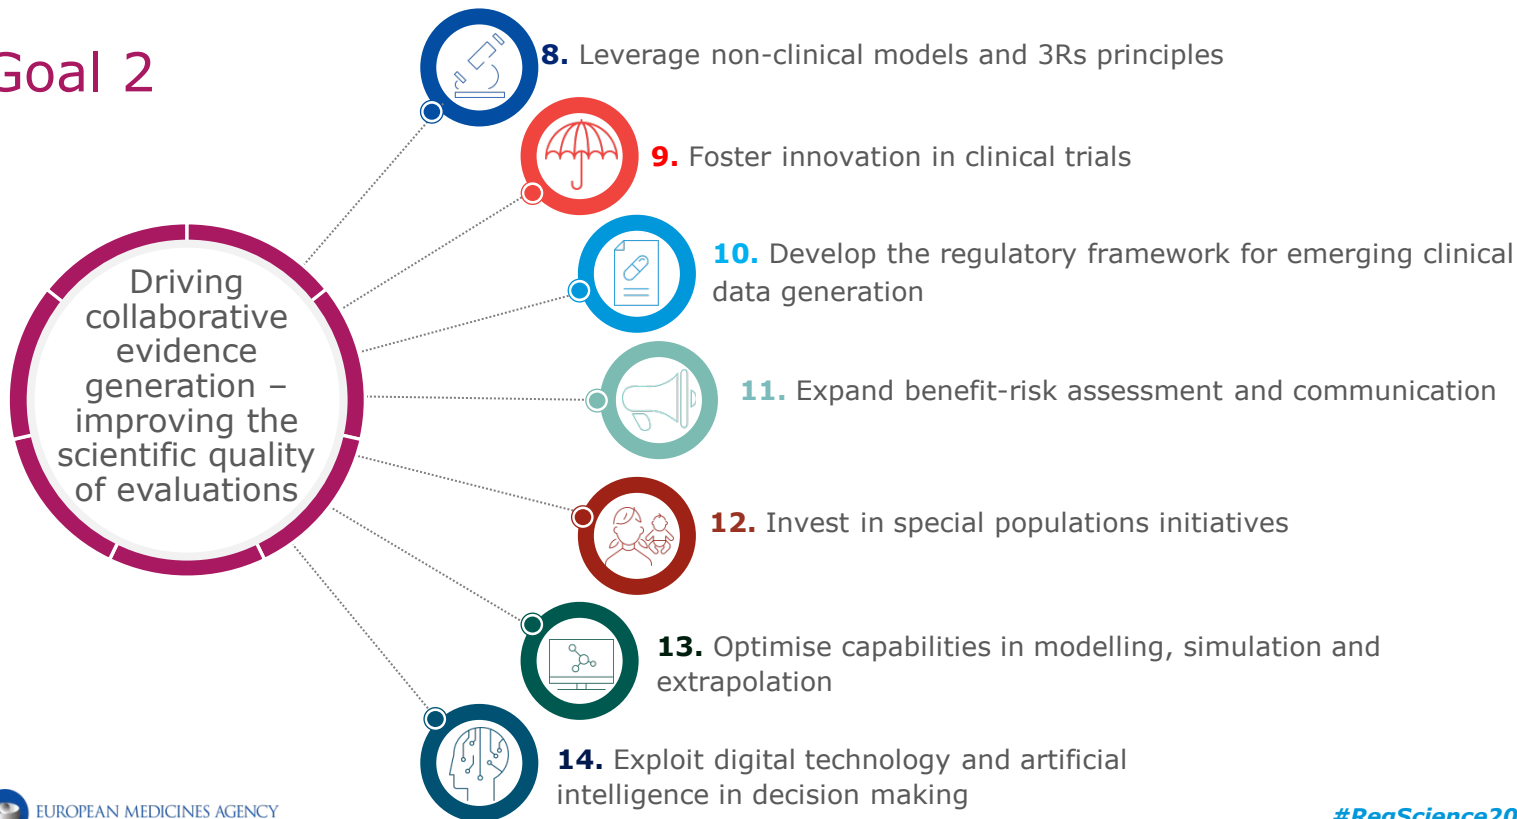 Goal 2
8. Leverage non-clinical models and 3Rs principles
9. Foster innovation in clinical trials
10. Develop the regulatory framework for emerging clinical
data generation
Driving
collaborative
evidence
generation –
improving the
scientific quality
of evaluations
11. Expand benefit-risk assessment and communication
12. Invest in special populations initiatives
13. Optimise capabilities in modelling, simulation and
extrapolation
14. Exploit digital technology and artificial
intelligence in decision making
EUROPEAN MEDICINES AGENCY
#RegScience20